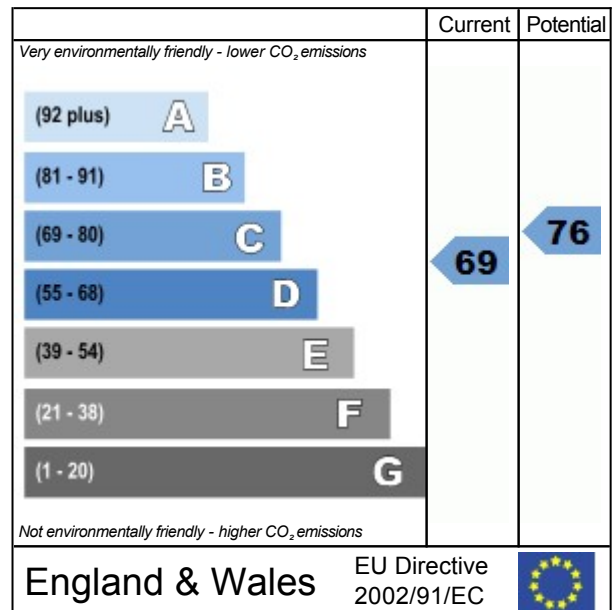 Current Potential
Very environmentally friendly - lower CO₂ emissions
(92 plus) A
(81 - 91) B
(69 - 80) C
76
69
(55 - 68) D
(39 - 54) E
(21 - 38) F
(1 - 20) G
Not environmentally friendly - higher CO₂ emissions
England & Wales
EU Directive
2002/91/EC